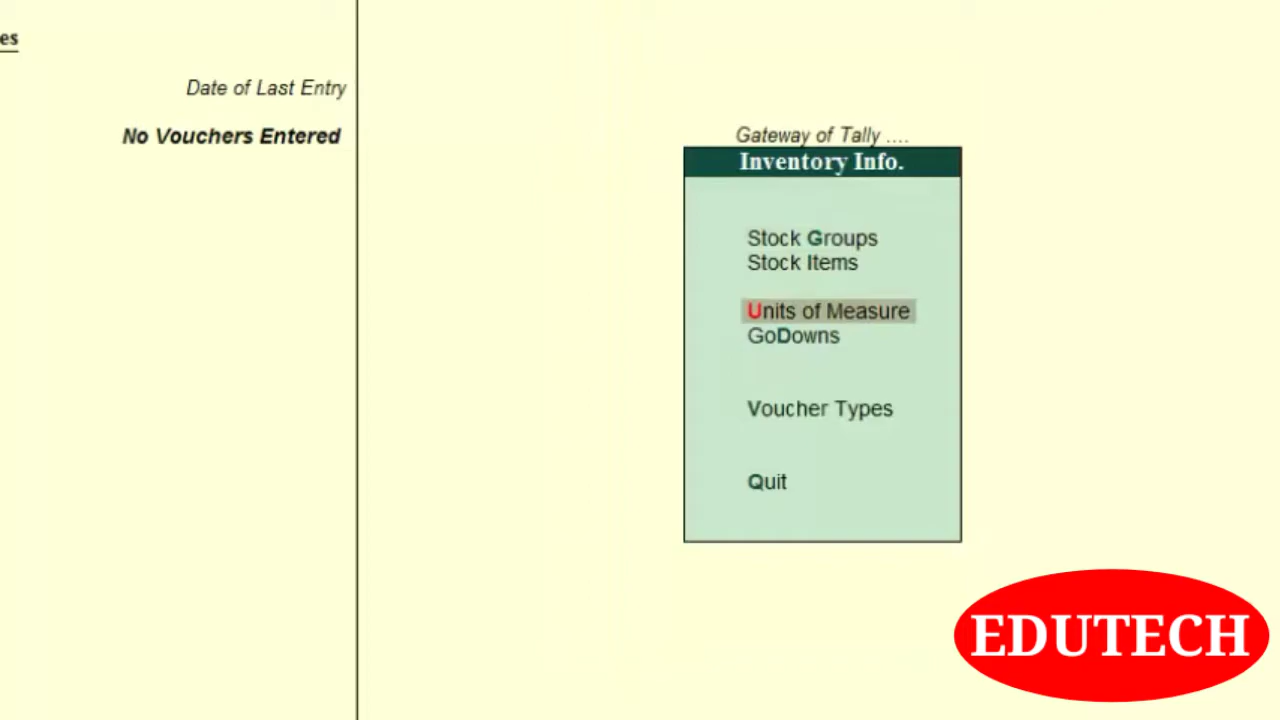 es
Date of Last Entry
No Vouchers Entered
Gateway of Tally ....
Inventory Info.
Stock Groups
Stock Items
Units of Measure
GoDowns
Voucher Types
Quit
EDUTECH